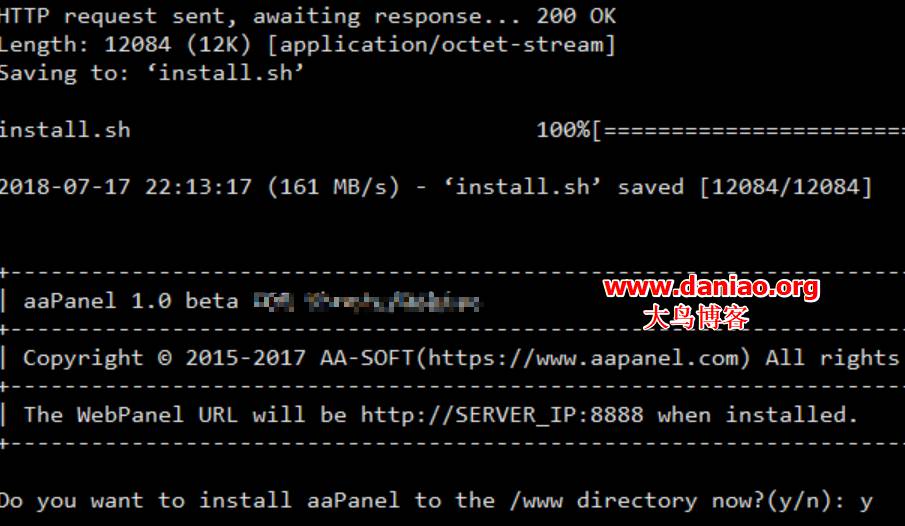 HTTP request sent, awaiting response... 200 OK
Length: 12084 (12K) [application/octet-stream]
Saving to: ‘install.sh’
install.sh 100%[=======================
2018-07-17 22:13:17 (161 MB/s) - ‘install.sh’ saved [12084/12084]
+------------------------------------------------------------------
| aaPanel 1.0 beta
www.daniao.org
大鸟博客
+------------------------------------------------------------------
| Copyright © 2015-2017 AA-SOFT(https://www.aapanel.com) All rights
+------------------------------------------------------------------
| The WebPanel URL will be http://SERVER_IP:8888 when installed.
+------------------------------------------------------------------
Do you want to install aaPanel to the /www directory now?(y/n): y